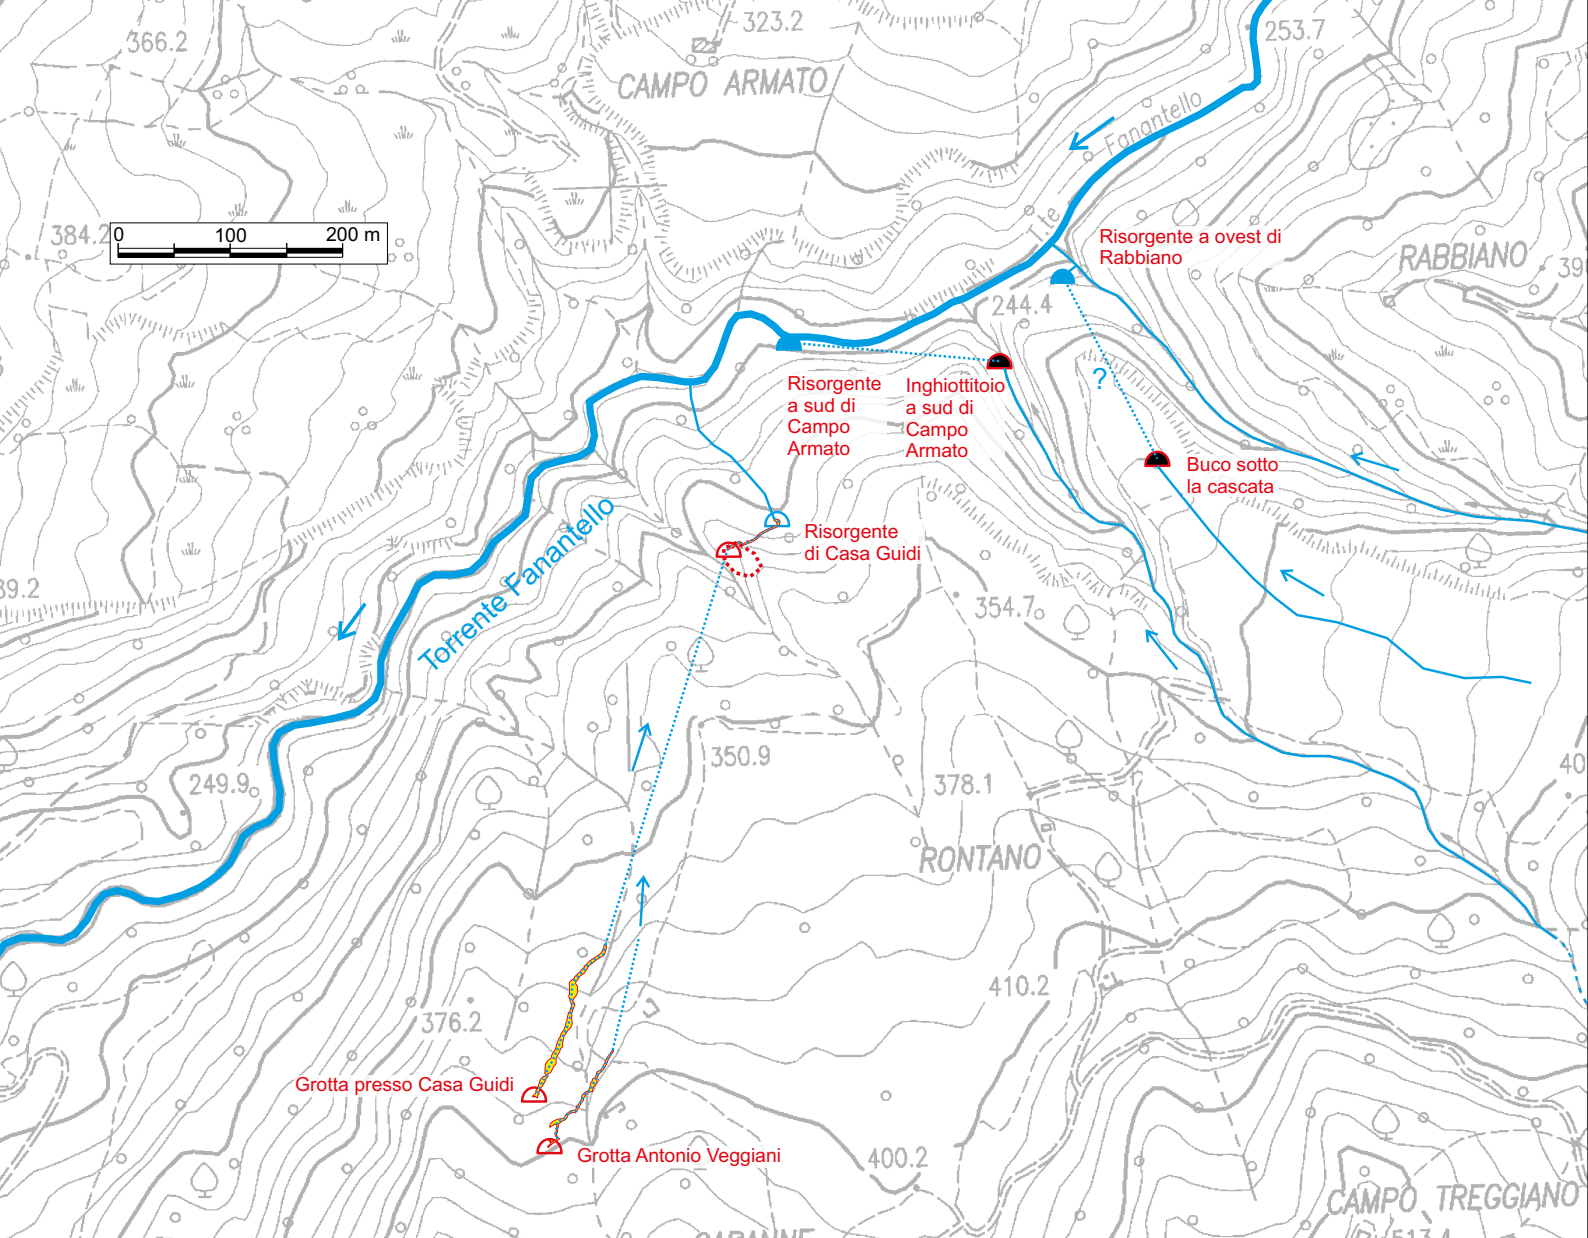 323.2
253.7
366.2
CAMPO ARMATO
Fanantello
T.te
384.2
0 100 200 m
Risorgente a ovest di
Rabbiano
RABBIANO
244.4
?
Risorgente
a sud di
Campo
Armato
Inghiottitoio
a sud di
Campo
Armato
Buco sotto
la cascata
Risorgente
di Casa Guidi
Torrente Fanantello
39.2
354.7
350.9
249.9
378.1
40
RONTANO
410.2
376.2
Grotta presso Casa Guidi
Grotta Antonio Veggiani
400.2
CAMPO TREGGIANO